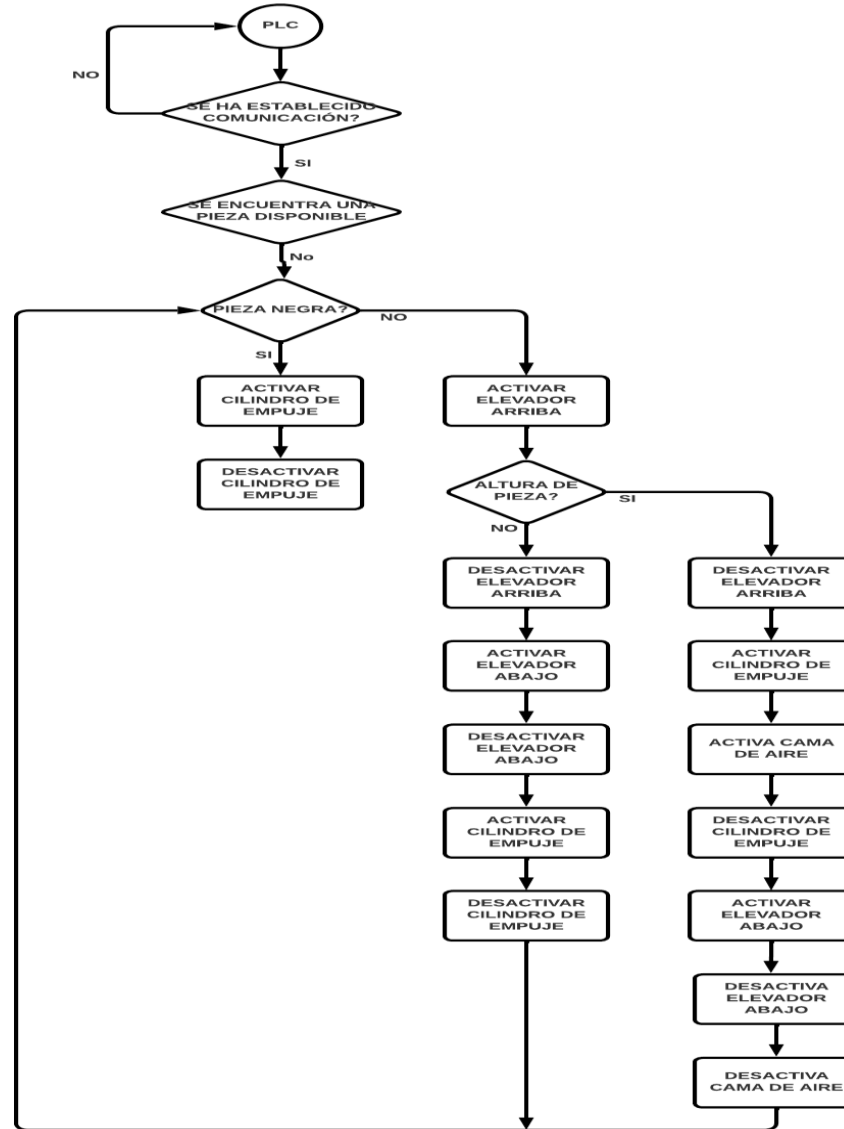 PLC
NO
SE HA ESTABLECIDO
COMUNICACIÓN?
SI
SE ENCUENTRA UNA
PIEZA DISPONIBLE
No
PIEZA NEGRA?
NO
SI
ACTIVAR
CILINDRO DE
EMPUJE
DESACTIVAR
CILINDRO DE
EMPUJE
ACTIVAR
ELEVADOR
ARRIBA
ALTURA DE
PIEZA?
SI
NO
DESACTIVAR
ELEVADOR
ARRIBA
ACTIVAR
ELEVADOR
ABAJO
DESACTIVAR
ELEVADOR
ABAJO
ACTIVAR
CILINDRO DE
EMPUJE
DESACTIVAR
CILINDRO DE
EMPUJE
DESACTIVAR
ELEVADOR
ARRIBA
ACTIVAR
CILINDRO DE
EMPUJE
ACTIVA CAMA
DE AIRE
DESACTIVAR
CILINDRO DE
EMPUJE
ACTIVAR
ELEVADOR
ABAJO
DESACTIVA
ELEVADOR
ABAJO
DESACTIVA
CAMA DE AIRE